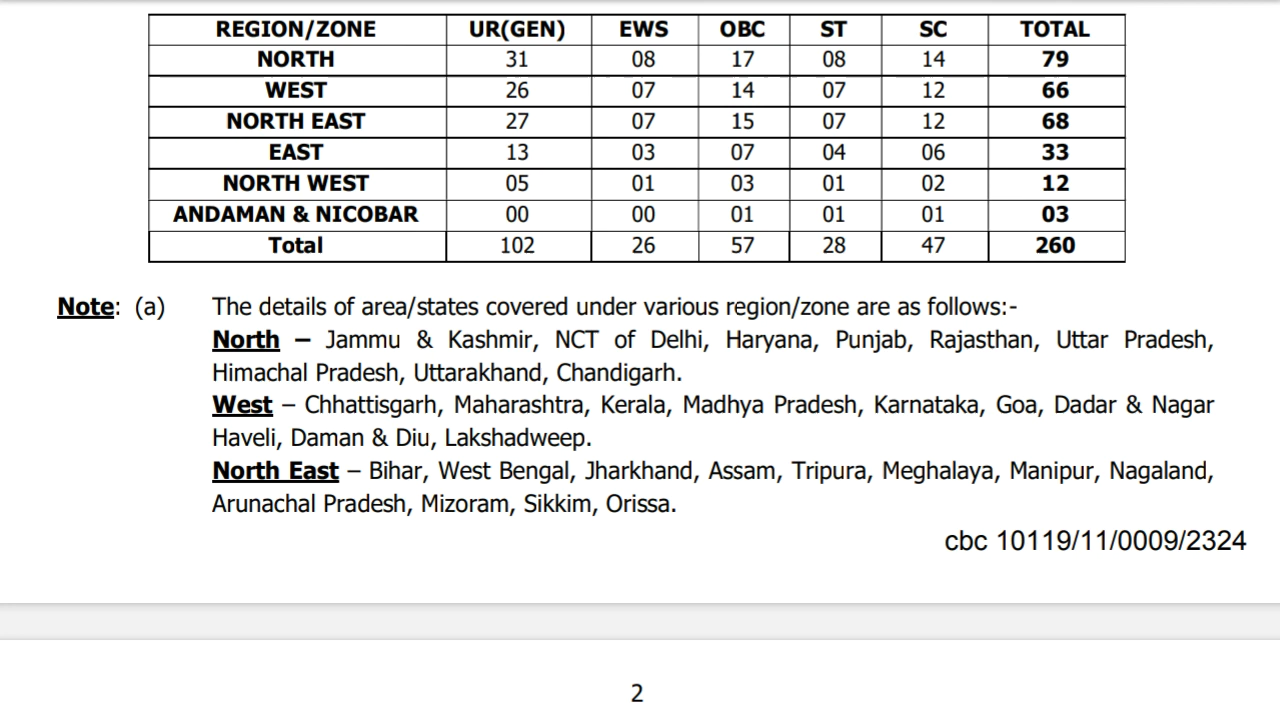 REGION/ZONE UR(GEN) EWS OBC ST SC TOTAL
NORTH 31 08 17 08 14 79
WEST 26 07 14 07 12 66
NORTH EAST 27 07 15 07 12 68
EAST 13 03 07 04 06 33
NORTH WEST 05 01 03 01 02 12
ANDAMAN & NICOBAR 00 00 01 01 01 03
Total 102 26 57 28 47 260
Note: (a) The details of area/states covered under various region/zone are as follows:-
North – Jammu & Kashmir, NCT of Delhi, Haryana, Punjab, Rajasthan, Uttar Pradesh,
Himachal Pradesh, Uttarakhand, Chandigarh.
West – Chhattisgarh, Maharashtra, Kerala, Madhya Pradesh, Karnataka, Goa, Dadar & Nagar
Haveli, Daman & Diu, Lakshadweep.
North East – Bihar, West Bengal, Jharkhand, Assam, Tripura, Meghalaya, Manipur, Nagaland,
Arunachal Pradesh, Mizoram, Sikkim, Orissa.
cbc 10119/11/0009/2324
2